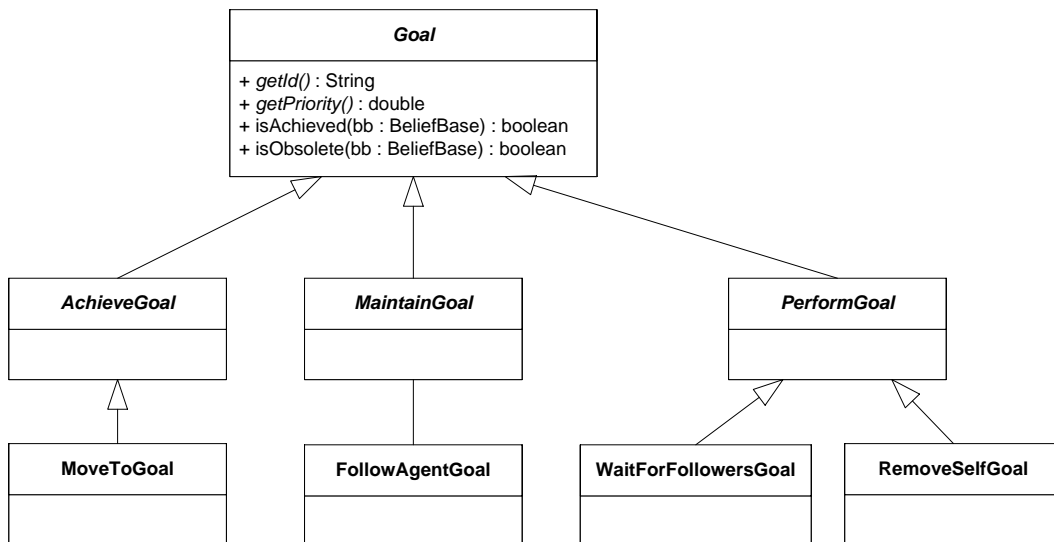 Goal
+ getId() : String
+ getPriority() : double
+ isAchieved(bb : BeliefBase) : boolean
+ isObsolete(bb : BeliefBase) : boolean
AchieveGoal
MaintainGoal
PerformGoal
MoveToGoal
FollowAgentGoal
WaitForFollowersGoal
RemoveSelfGoal